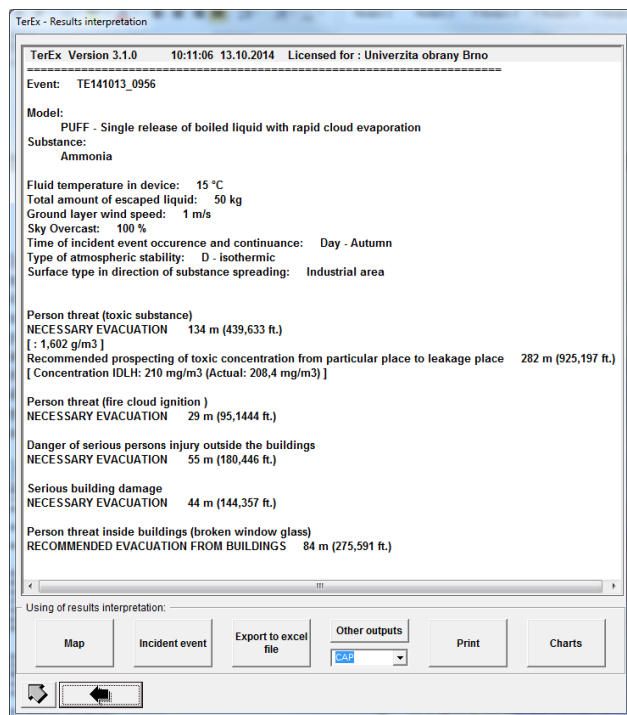 TerEx - Results interpretation
TerEx Version 3.1.0 10:11:06 13.10.2014 Licensed for : Univerzita obrany Brno
======================================================================
Event: TE141013_0956
Model:
PUFF - Single release of boiled liquid with rapid cloud evaporation
Substance:
Ammonia
Fluid temperature in device: 15 °C
Total amount of escaped liquid: 50 kg
Ground layer wind speed: 1 m/s
Sky Overcast: 100 %
Time of incident event occurence and continuance: Day - Autumn
Type of atmospheric stability: D - isothermic
Surface type in direction of substance spreading: Industrial area
Person threat (toxic substance)
NECESSARY EVACUATION 134 m (439,633 ft.)
[ : 1,602 g/m3 ]
Recommended prospecting of toxic concentration from particular place to leakage place 282 m (925,197 ft.)
[ Concentration IDLH: 210 mg/m3 (Actual: 208,4 mg/m3) ]
Person threat (fire cloud ignition )
NECESSARY EVACUATION 29 m (95,1444 ft.)
Danger of serious persons injury outside the buildings
NECESSARY EVACUATION 55 m (180,446 ft.)
Serious building damage
NECESSARY EVACUATION 44 m (144,357 ft.)
Person threat inside buildings (broken window glass)
RECOMMENDED EVACUATION FROM BUILDINGS 84 m (275,591 ft.)
Using of results interpretation:
Map
Incident event
Export to excel
file
Other outputs
CAP
Print
Charts